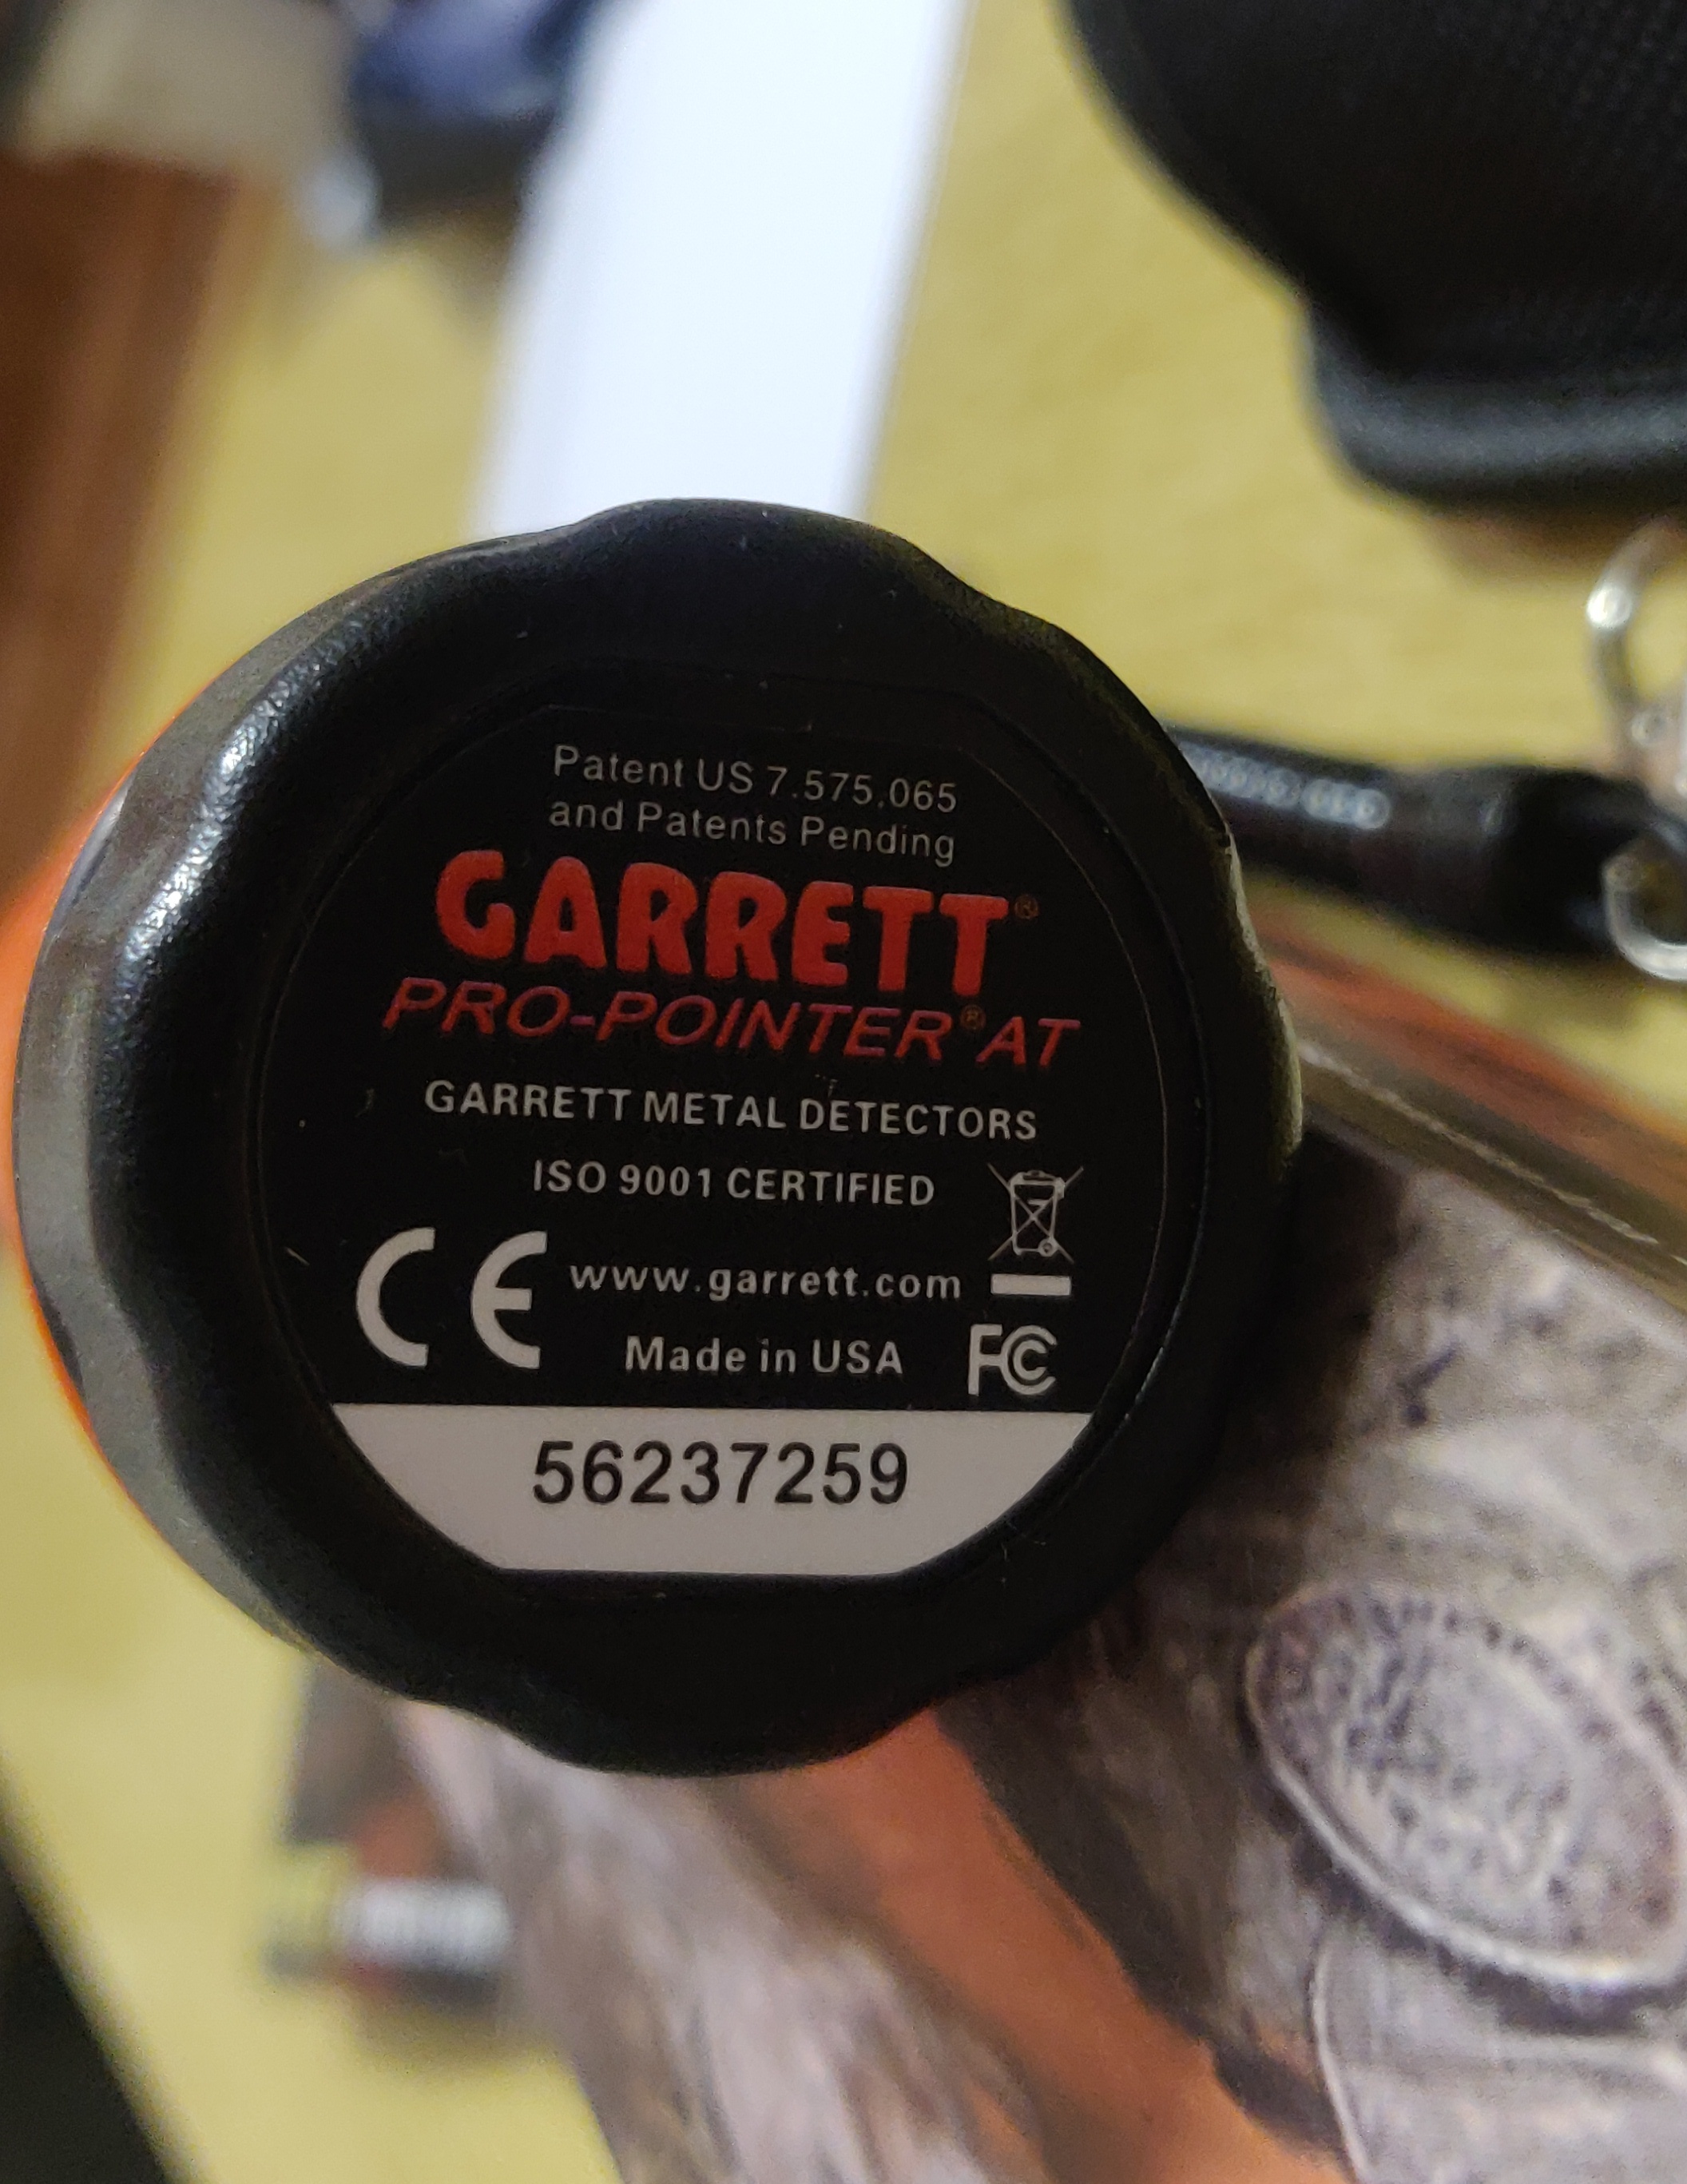 Patent US 7.575.065
and Patents Pending
GARRETT®
PRO-POINTER® AT
GARRETT METAL DETECTORS
ISO 9001 CERTIFIED
CE www.garrett.com
Made in USA FC
56237259